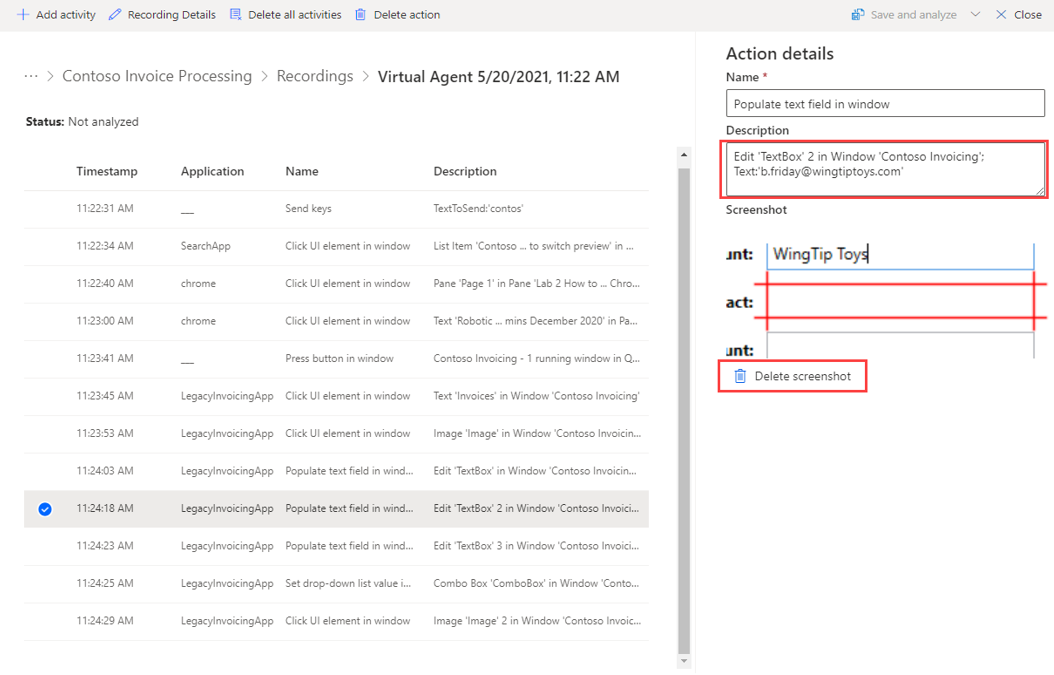 Add activity Recording Details Delete all activities Delete action Save and analyze Close
··· > Contoso Invoice Processing > Recordings > Virtual Agent 5/20/2021, 11:22 AM
Status: Not analyzed
Timestamp Application Name Description
11:22:31 AM ___ Send keys TextToSend:'contos'
11:22:34 AM SearchApp Click UI element in window List Item 'Contoso ... to switch preview' in ...
11:22:40 AM chrome Click UI element in window Pane 'Page 1' in Pane 'Lab 2 How to ... Chro...
11:23:00 AM chrome Click UI element in window Text 'Robotic ... mins December 2020' in Pa...
11:23:41 AM ___ Press button in window Contoso Invoicing - 1 running window in Q...
11:23:45 AM LegacyInvoicingApp Click UI element in window Text 'Invoices' in Window 'Contoso Invoicing'
11:23:53 AM LegacyInvoicingApp Click UI element in window Image 'Image' in Window 'Contoso Invoicin...
11:24:03 AM LegacyInvoicingApp Populate text field in wind... Edit 'TextBox' in Window 'Contoso Invoicin...
11:24:18 AM LegacyInvoicingApp Populate text field in wind... Edit 'TextBox' 2 in Window 'Contoso Invoici...
11:24:23 AM LegacyInvoicingApp Populate text field in wind... Edit 'TextBox' 3 in Window 'Contoso Invoici...
11:24:25 AM LegacyInvoicingApp Set drop-down list value i... Combo Box 'ComboBox' in Window 'Conto...
11:24:29 AM LegacyInvoicingApp Click UI element in window Image 'Image' 2 in Window 'Contoso Invoic...
Action details
Name *
Populate text field in window
Description
Edit 'TextBox' 2 in Window 'Contoso Invoicing';
Text:'b.friday@wingtiptoys.com'
Screenshot
unt: WingTip Toys
act:
unt:
Delete screenshot